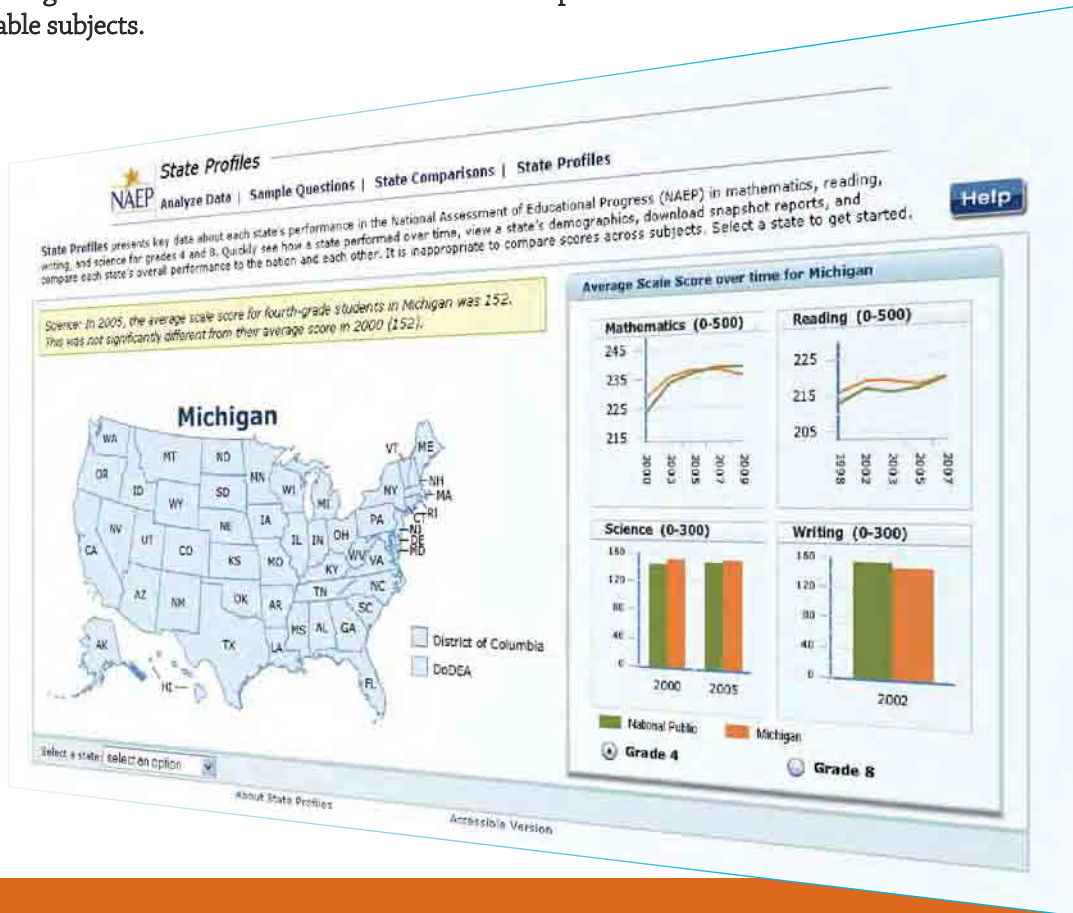 able subjects.
State Profiles
NAEP
Analyze Data | Sample Questions | State Comparisons | State Profiles
Help
State Profiles presents key data about each state's performance in the National Assessment of Educational Progress (NAEP) in mathematics, reading,
writing, and science for grades 4 and 8. Quickly see how a state performed over time, view a state's demographics, download snapshot reports, and
compare each state's overall performance to the nation and each other. It is inappropriate to compare scores across subjects. Select a state to get started.
Science: In 2005, the average scale score for fourth-grade students in Michigan was 152.
This was not significantly different from their average score in 2000 (152).
Michigan
WA
OR
CA
NV
ID
MT
WY
UT
AZ
CO
NM
ND
SD
NE
KS
OK
TX
MN
IA
MO
AR
LA
WI
IL
MI
IN
OH
KY
TN
MS
AL
GA
FL
SC
NC
VA
WV
PA
NY
VT
ME
NH
MA
RI
CT
NJ
DE
MD
AK
HI
District of Columbia
DoDEA
Select a state: select an option
Average Scale Score over time for Michigan
Mathematics (0-500)
245
235
225
215
2000
2003
2005
2007
2009
Reading (0-500)
225
215
205
1998
2002
2003
2005
2007
Science (0-300)
160
120
80
40
0
2000
2005
Writing (0-300)
160
120
80
40
0
2002
National Public
Michigan
Grade 4
Grade 8
About State Profiles
Accessible Version